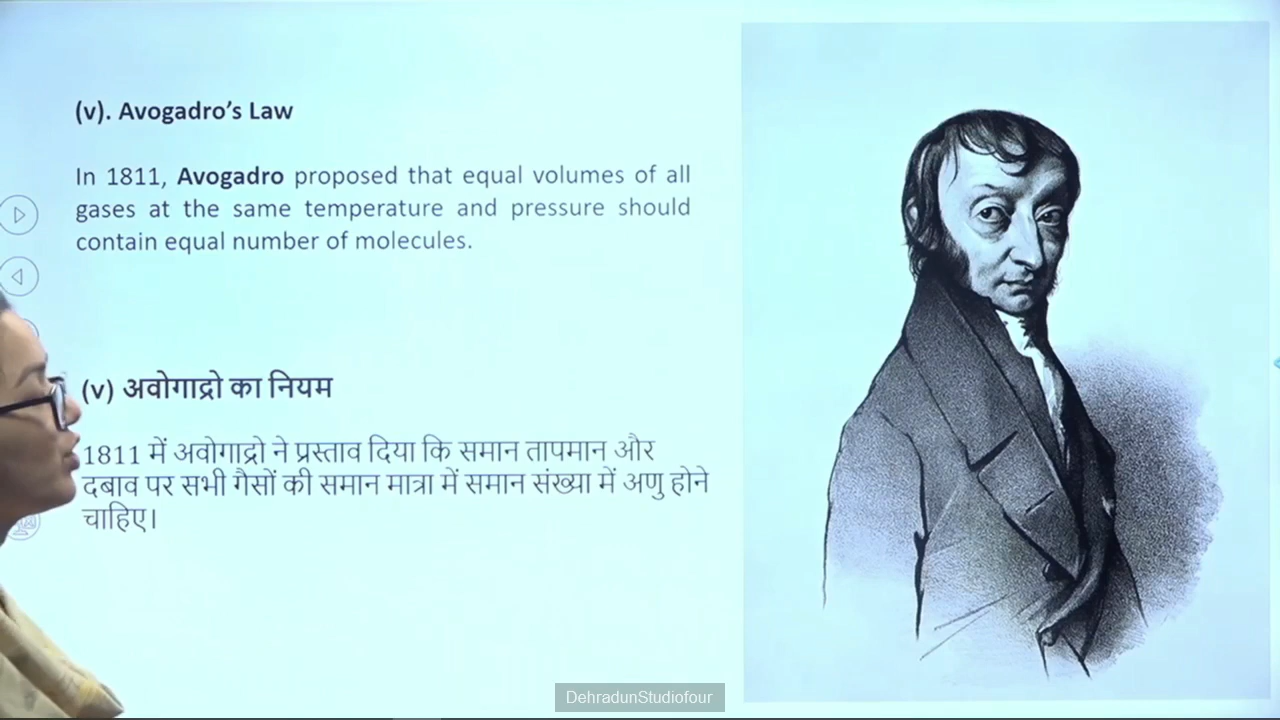 (v). Avogadro’s Law
In 1811, Avogadro proposed that equal volumes of all
gases at the same temperature and pressure should
contain equal number of molecules.
(v) अवोगाद्रो का नियम
1811 में अवोगाद्रो ने प्रस्ताव दिया कि समान तापमान और
दबाव पर सभी गैसों की समान मात्रा में समान संख्या में अणु होने
चाहिए।
DehradunStudiofour